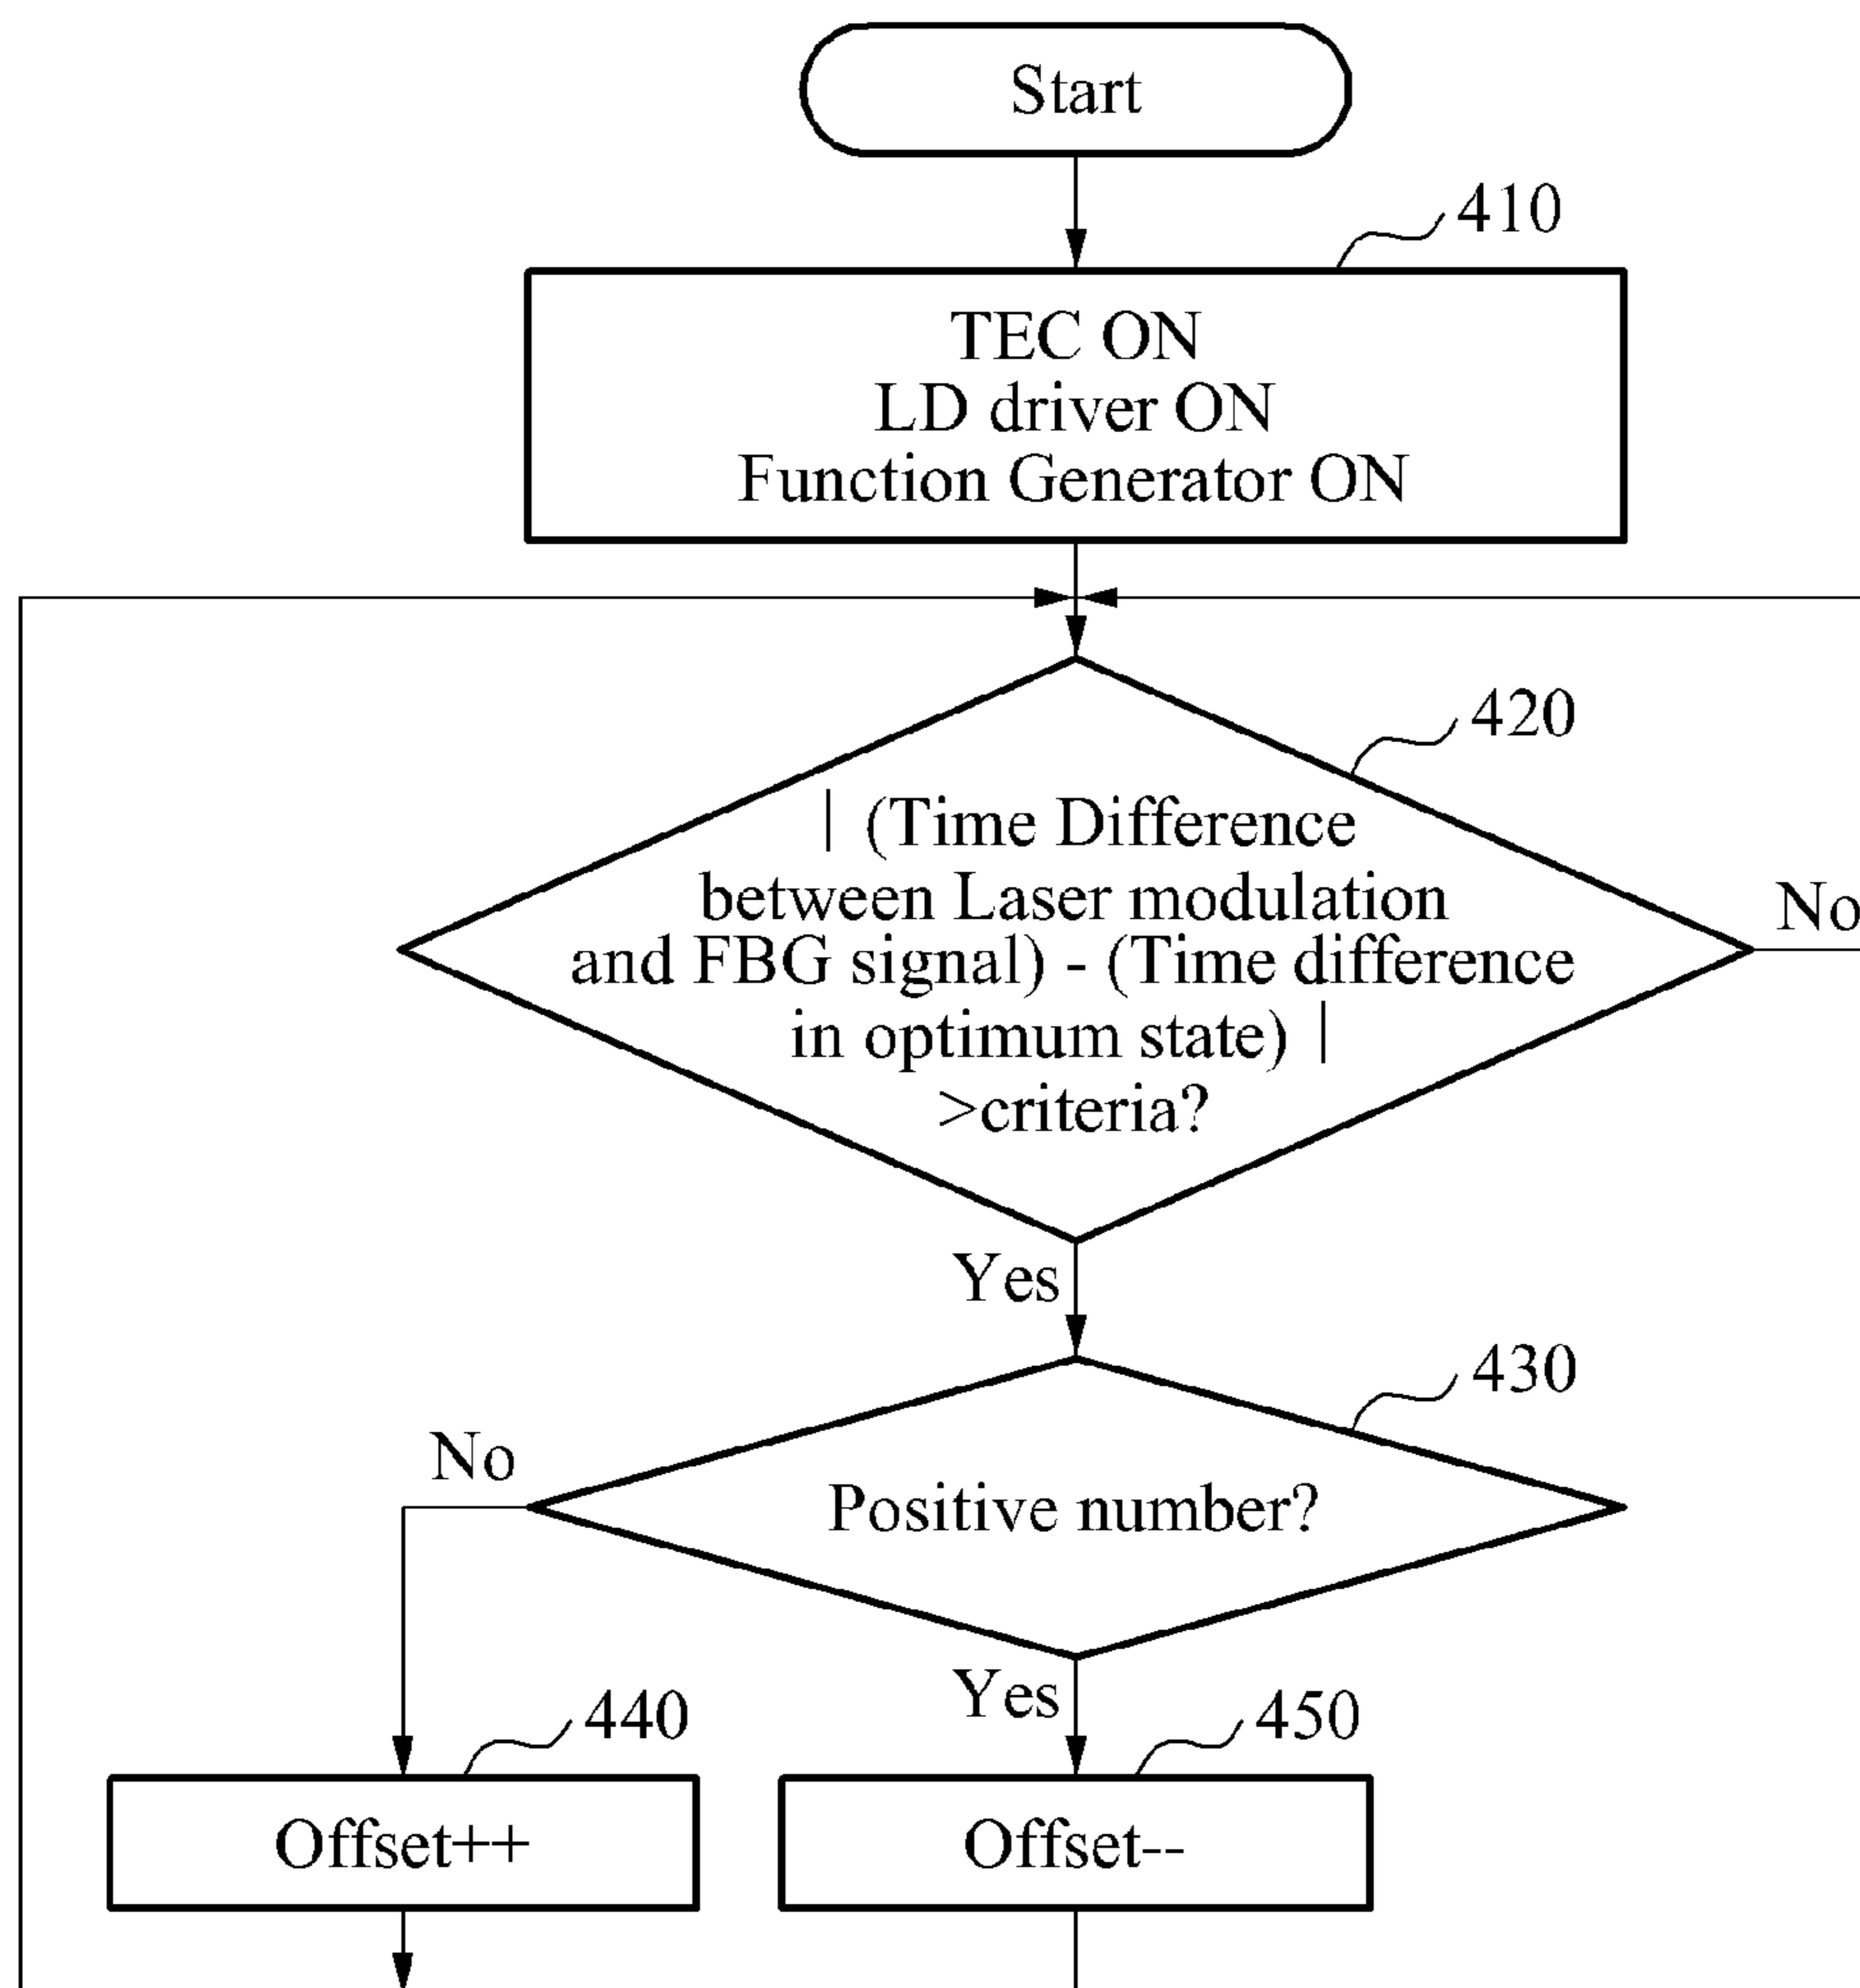 Start
410
TEC ON
LD driver ON
Function Generator ON
420
| (Time Difference
between Laser modulation
and FBG signal) - (Time difference
in optimum state) |
>criteria?
No
Yes
430
No
Positive number?
Yes
440
450
Offset++
Offset--